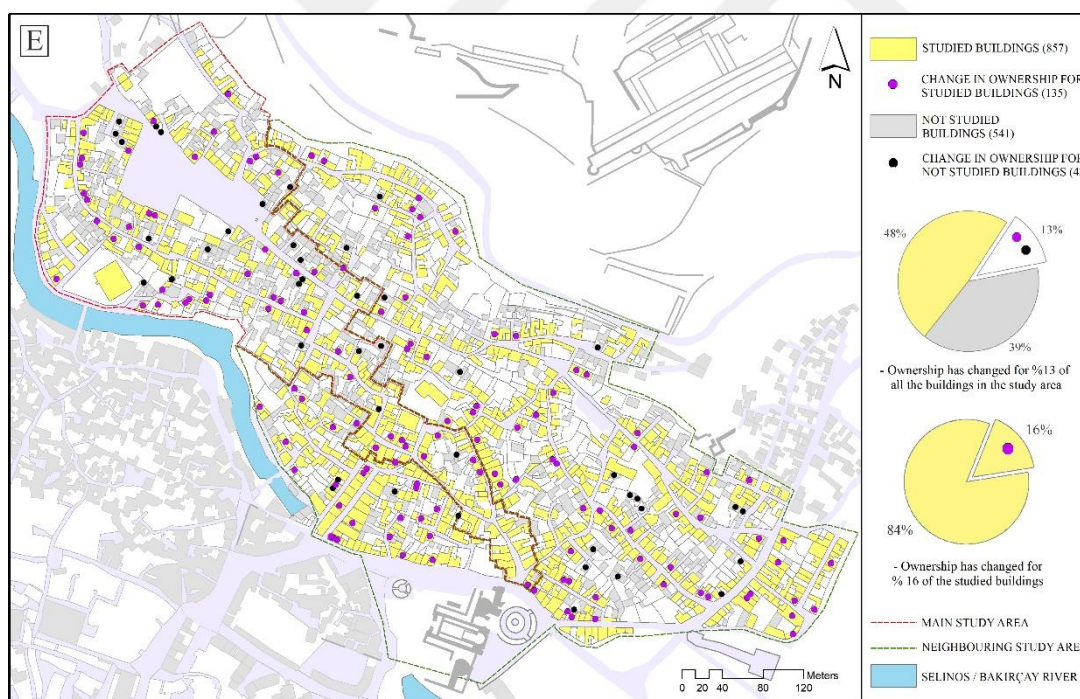 E
N
STUDIED BUILDINGS (857)
CHANGE IN OWNERSHIP FOR
STUDIED BUILDINGS (135)
NOT STUDIED
BUILDINGS (541)
CHANGE IN OWNERSHIP FOR
NOT STUDIED BUILDINGS (4
48%
13%
39%
- Ownership has changed for %13 of
all the buildings in the study area
16%
84%
- Ownership has changed for
% 16 of the studied buildings
MAIN STUDY AREA
NEIGHBOURING STUDY ARE
SELINOS / BAKIRÇAY RIVER
Meters
0 20 40 80 120